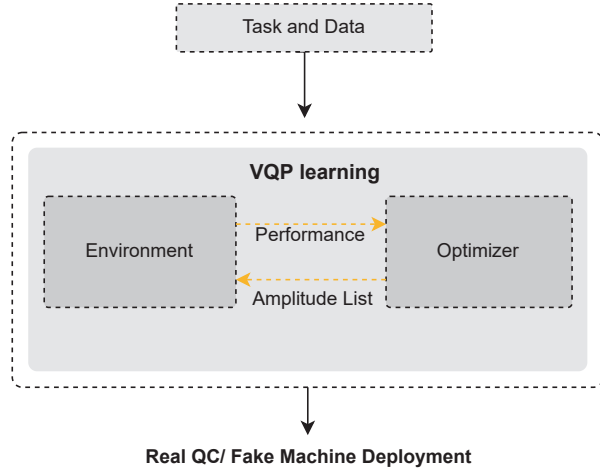 Task and Data
VQP learning
Environment
Performance
Optimizer
Amplitude List
Real QC/ Fake Machine Deployment